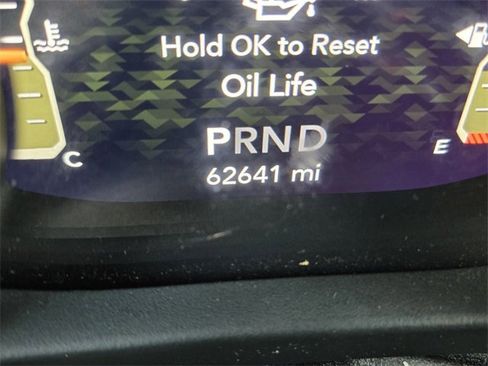 Hold OK to Reset
Oil Life
PRND
C
E
62641 mi